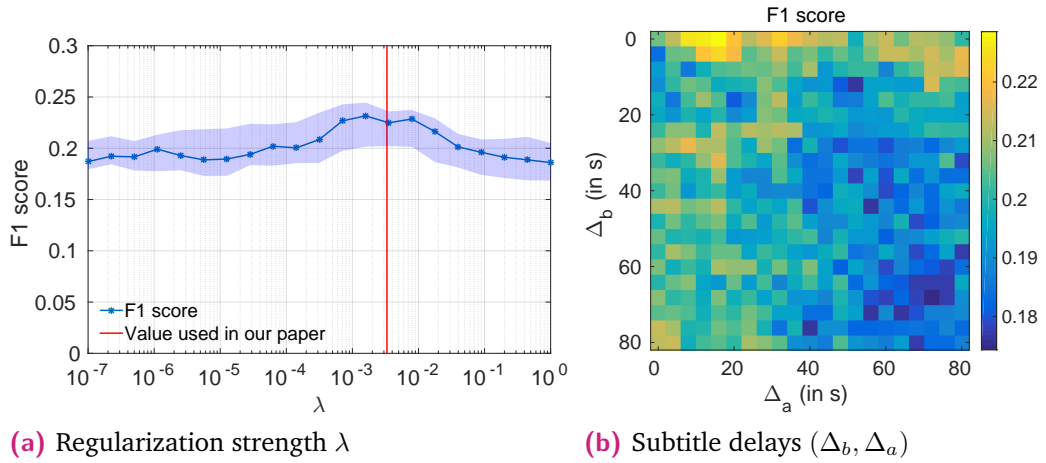 0.3
0.25
0.2
0.15
0.1
0.05
0
F1 score
F1 score
Value used in our paper
10^-7 10^-6 10^-5 10^-4 10^-3 10^-2 10^-1 10^0
λ
(a) Regularization strength λ
F1 score
0
20
40
60
80
Δ_b (in s)
0 20 40 60 80
Δ_a (in s)
0.22
0.21
0.2
0.19
0.18
(b) Subtitle delays (Δ_b, Δ_a)